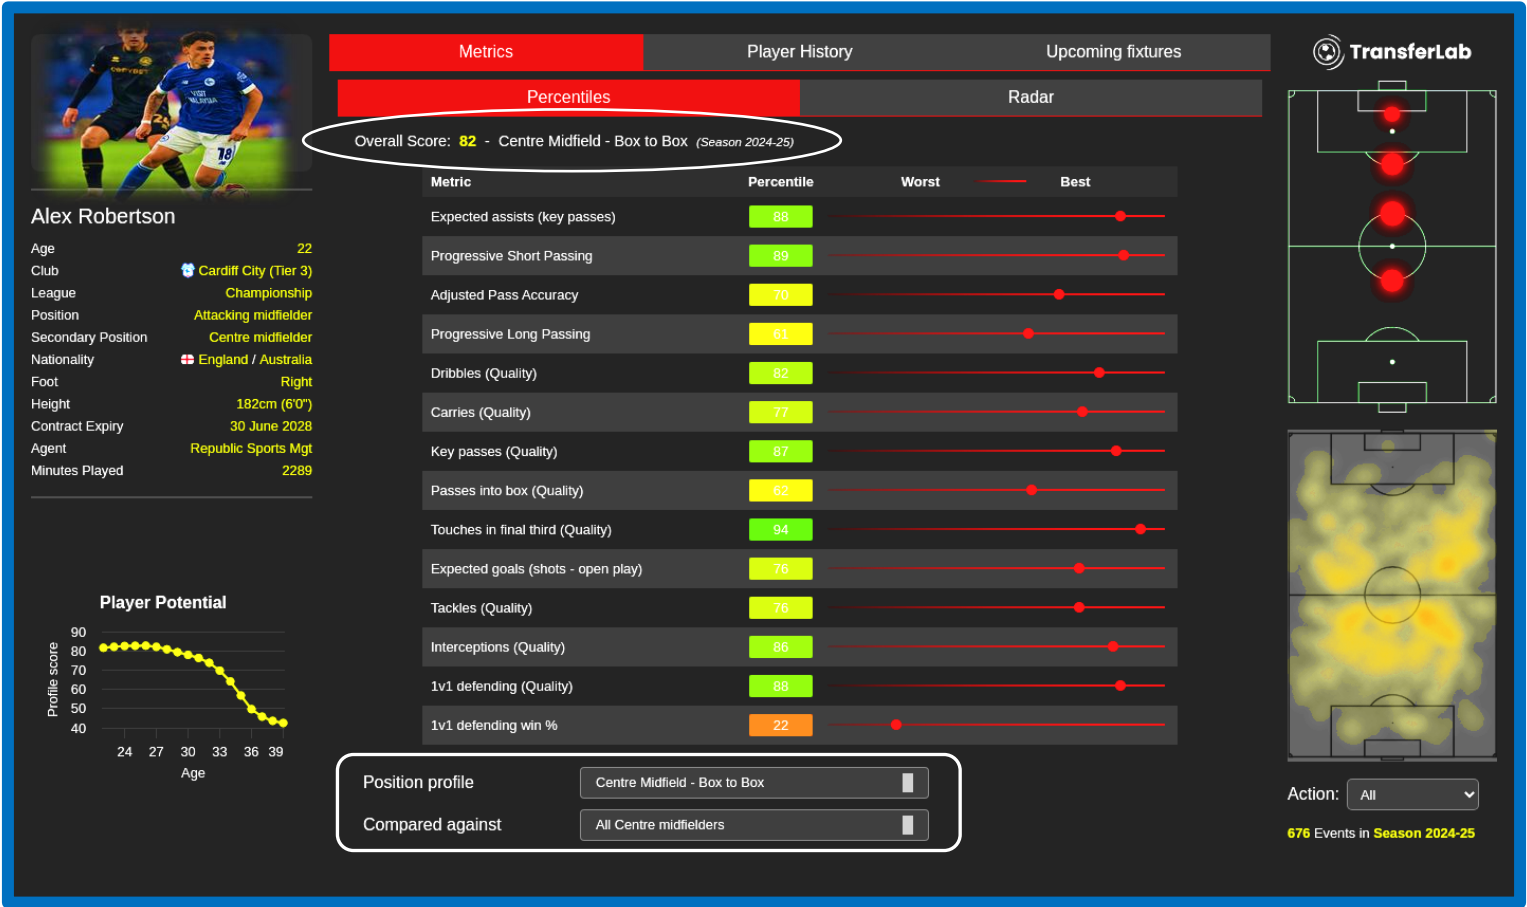 Metrics
Player History
Upcoming fixtures
TransferLab
Percentiles
Radar
Overall Score: 82 - Centre Midfield - Box to Box (Season 2024-25)
VISIT
MALAYSIA
18
Alex Robertson
Age 22
Club Cardiff City (Tier 3)
League Championship
Position Attacking midfielder
Secondary Position Centre midfielder
Nationality England / Australia
Foot Right
Height 182cm (6'0")
Contract Expiry 30 June 2028
Agent Republic Sports Mgt
Minutes Played 2289
Player Potential
Profile score
90
80
70
60
50
40
24 27 30 33 36 39
Age
Metric Percentile Worst Best
Expected assists (key passes) 88
Progressive Short Passing 89
Adjusted Pass Accuracy 70
Progressive Long Passing 61
Dribbles (Quality) 82
Carries (Quality) 77
Key passes (Quality) 87
Passes into box (Quality) 62
Touches in final third (Quality) 94
Expected goals (shots - open play) 76
Tackles (Quality) 76
Interceptions (Quality) 86
1v1 defending (Quality) 88
1v1 defending win % 22
Position profile Centre Midfield - Box to Box
Compared against All Centre midfielders
Action: All
676 Events in Season 2024-25